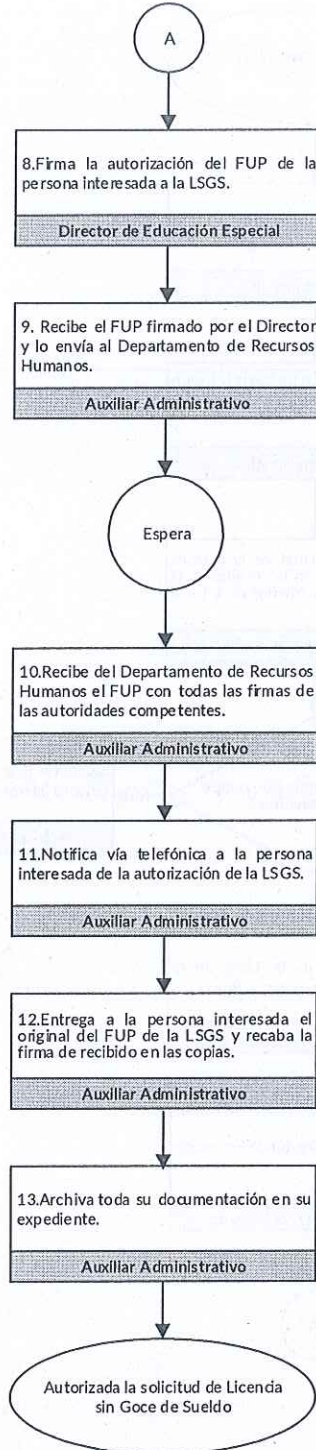 A
8.Firma la autorización del FUP de la
persona interesada a la LSGS.
Director de Educación Especial
9. Recibe el FUP firmado por el Director
y lo envía al Departamento de Recursos
Humanos.
Auxiliar Administrativo
Espera
10.Recibe del Departamento de Recursos
Humanos el FUP con todas las firmas de
las autoridades competentes.
Auxiliar Administrativo
11.Notifica vía telefónica a la persona
interesada de la autorización de la LSGS.
Auxiliar Administrativo
12.Entrega a la persona interesada el
original del FUP de la LSGS y recaba la
firma de recibido en las copias.
Auxiliar Administrativo
13.Archiva toda su documentación en su
expediente.
Auxiliar Administrativo
Autorizada la solicitud de Licencia
sin Goce de Sueldo